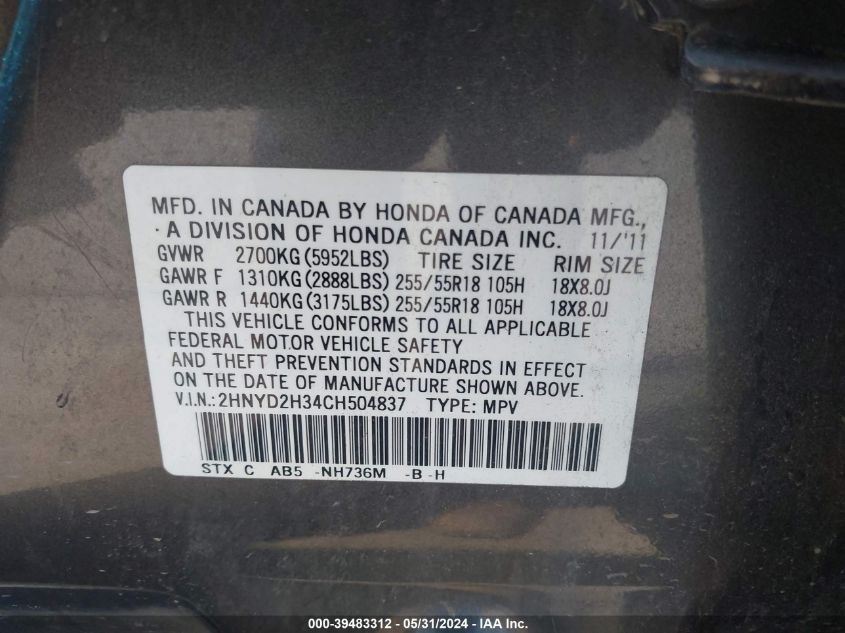 MFD. IN CANADA BY HONDA OF CANADA MFG.,
A DIVISION OF HONDA CANADA INC. 11/'11
GVWR 2700KG(5952LBS) TIRE SIZE RIM SIZE
GAWR F 1310KG(2888LBS) 255/55R18 105H 18X8.0J
GAWR R 1440KG(3175LBS) 255/55R18 105H 18X8.0J
THIS VEHICLE CONFORMS TO ALL APPLICABLE
FEDERAL MOTOR VEHICLE SAFETY
AND THEFT PREVENTION STANDARDS IN EFFECT
ON THE DATE OF MANUFACTURE SHOWN ABOVE.
V.I.N.:2HNYD2H34CH504837 TYPE: MPV
STX C AB5 -NH736M -B -H
000-39483312 - 05/31/2024 - IAA, Inc.